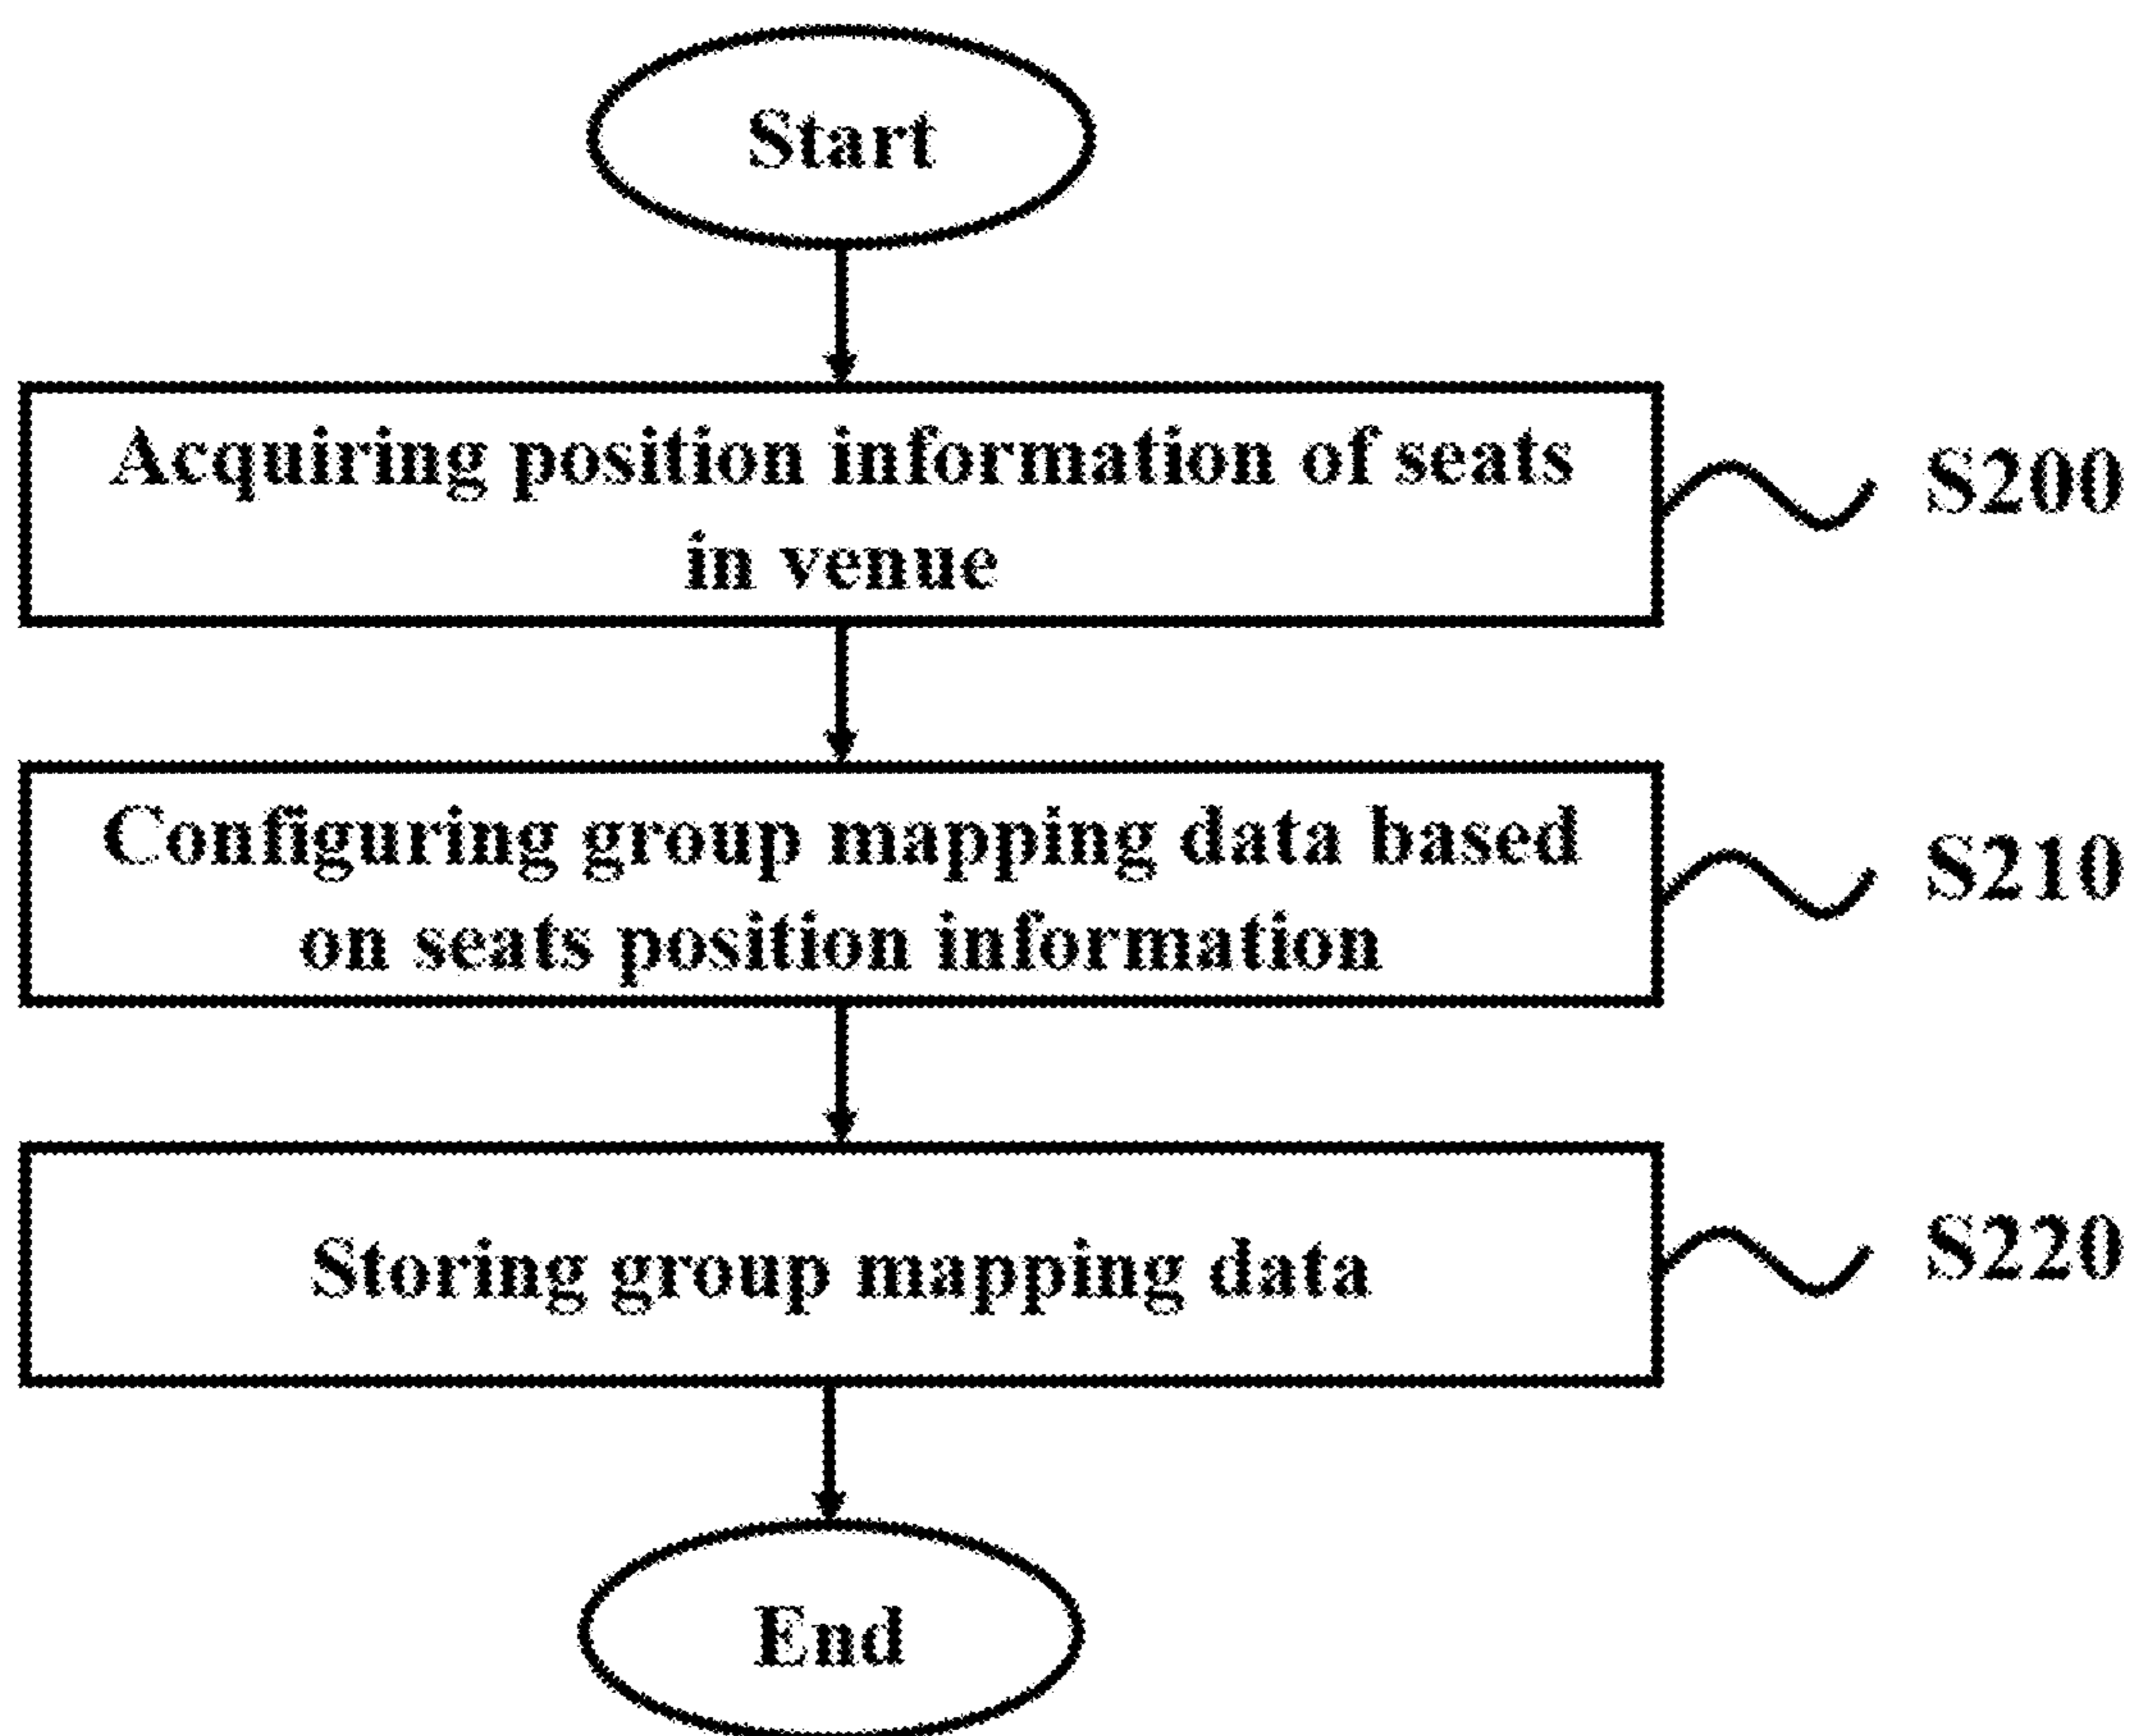 Start
Acquiring position information of seats
in venue
S200
Configuring group mapping data based
on seats position information
S210
Storing group mapping data
S220
End